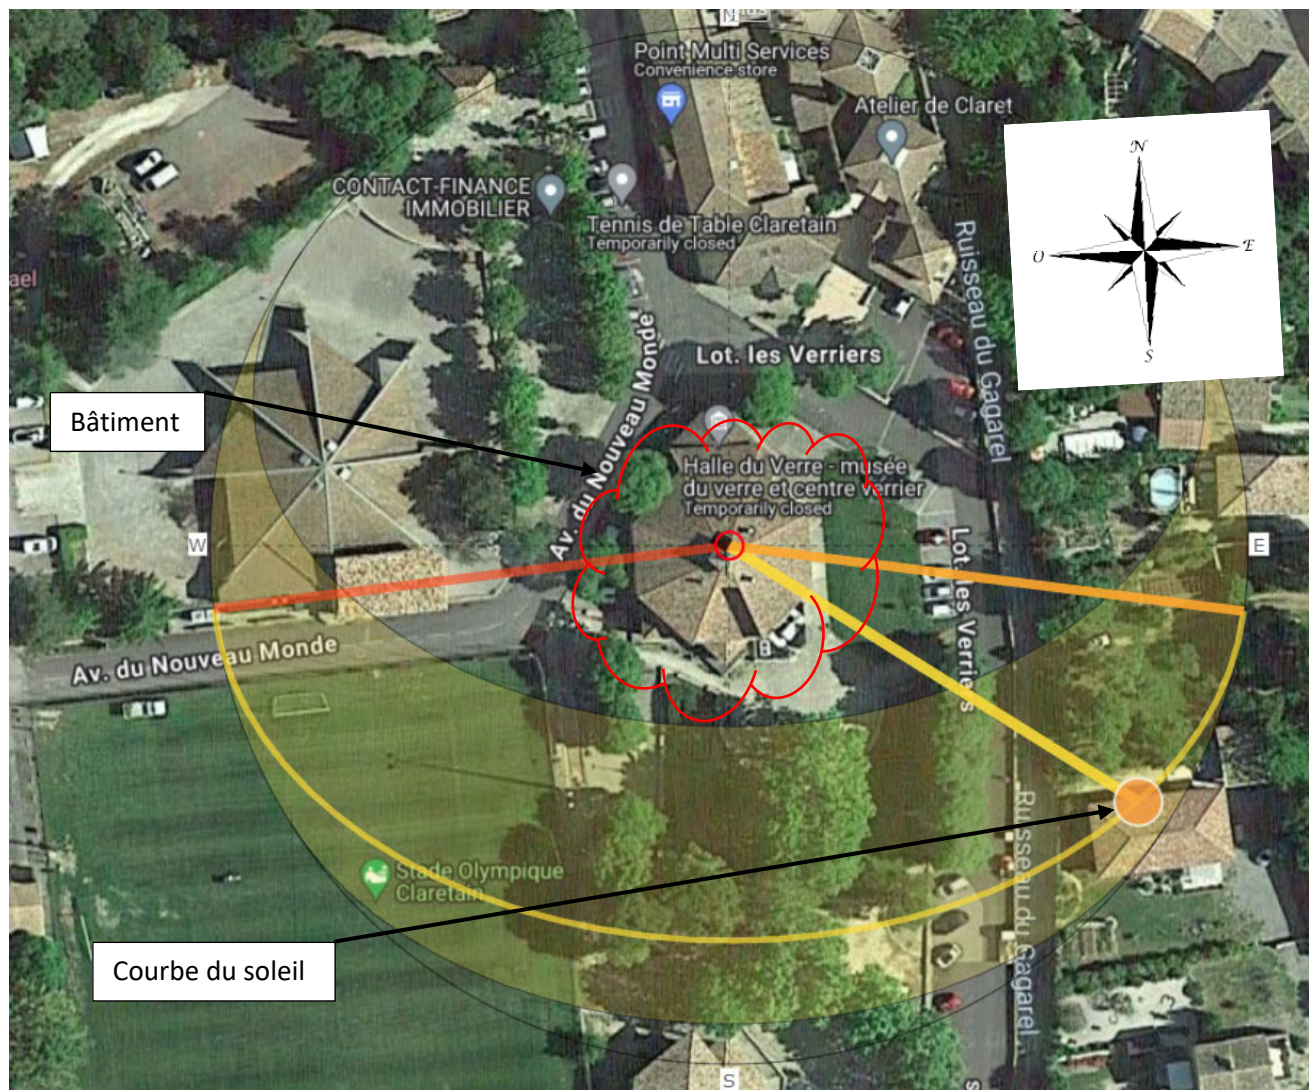 N
Point Multi Services
Convenience store
Atelier de Claret
CONTACT-FINANCE
IMMOBILIER
Tennis de Table Claretain
Temporarily closed
N
O
E
S
ael
Ruisseau du Gagarel
Av. du Nouveau Monde
Lot. les Verriers
Bâtiment
Halle du Verre - musée
du verre et centre verrier
Temporarily closed
W
E
Lot. les Verriers
Av. du Nouveau Monde
Ruisseau du Gagarel
Stade Olympique
Claretain
Courbe du soleil
S
s